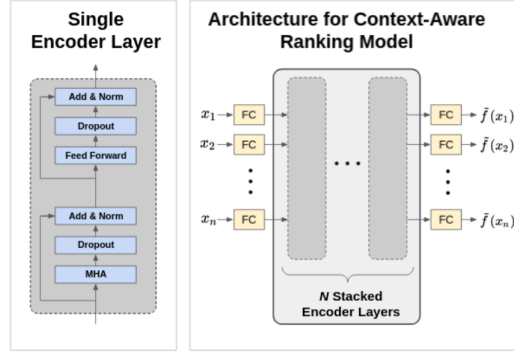 Single
Encoder Layer
Add & Norm
Dropout
Feed Forward
Add & Norm
Dropout
MHA
Architecture for Context-Aware
Ranking Model
x₁ FC FC f̃(x₁)
x₂ FC FC f̃(x₂)
xₙ FC FC f̃(xₙ)
N Stacked
Encoder Layers